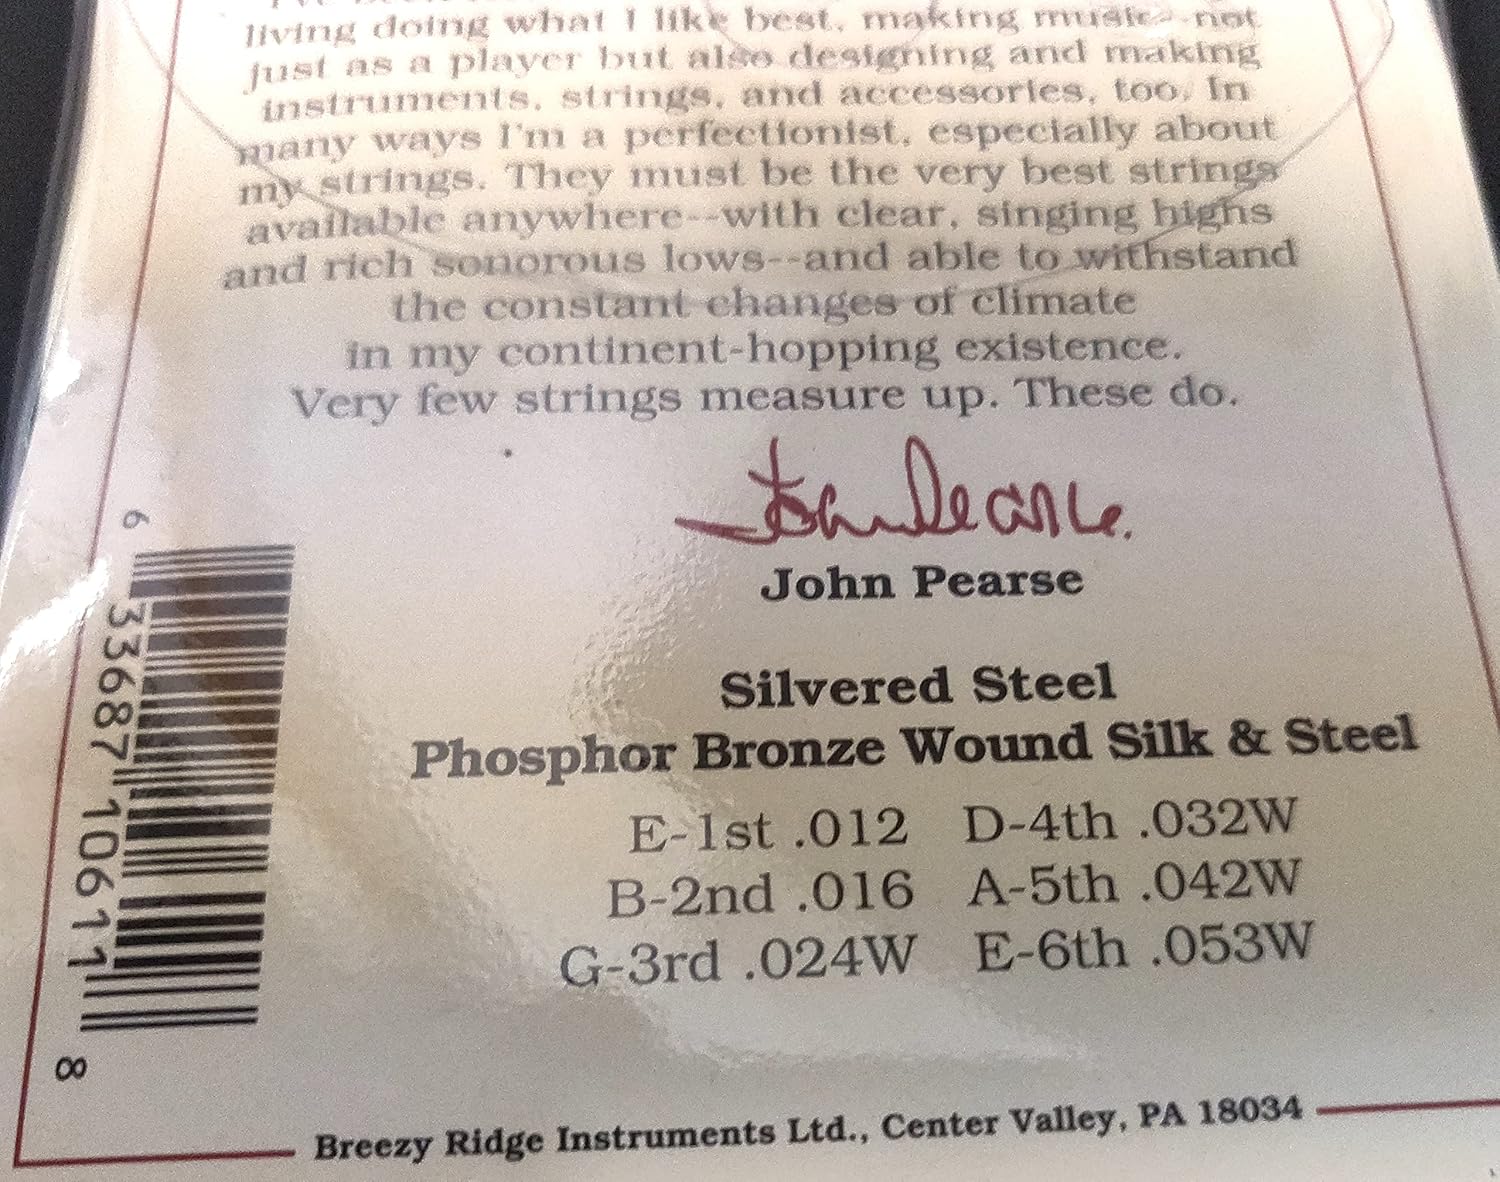 living doing what I like best, making music--not
just as a player but also designing and making
instruments, strings, and accessories, too. In
many ways I'm a perfectionist, especially about
my strings. They must be the very best strings
available anywhere--with clear, singing highs
and rich sonorous lows--and able to withstand
the constant changes of climate
in my continent-hopping existence.
Very few strings measure up. These do.
John Pearse.
John Pearse
Silvered Steel
Phosphor Bronze Wound Silk & Steel
E-1st .012 D-4th .032W
B-2nd .016 A-5th .042W
G-3rd .024W E-6th .053W
6 33687 10611 8
Breezy Ridge Instruments Ltd., Center Valley, PA 18034